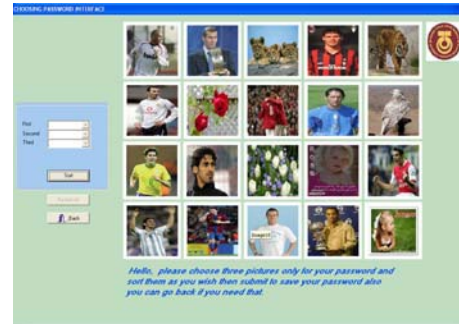 CHOOSING PASSWORD INTERFACE
First
Second
Third
Sort
Back
Hello, please choose three pictures only for your password and
sort them as you wish then submit to save your password also
you can go back if you need that.